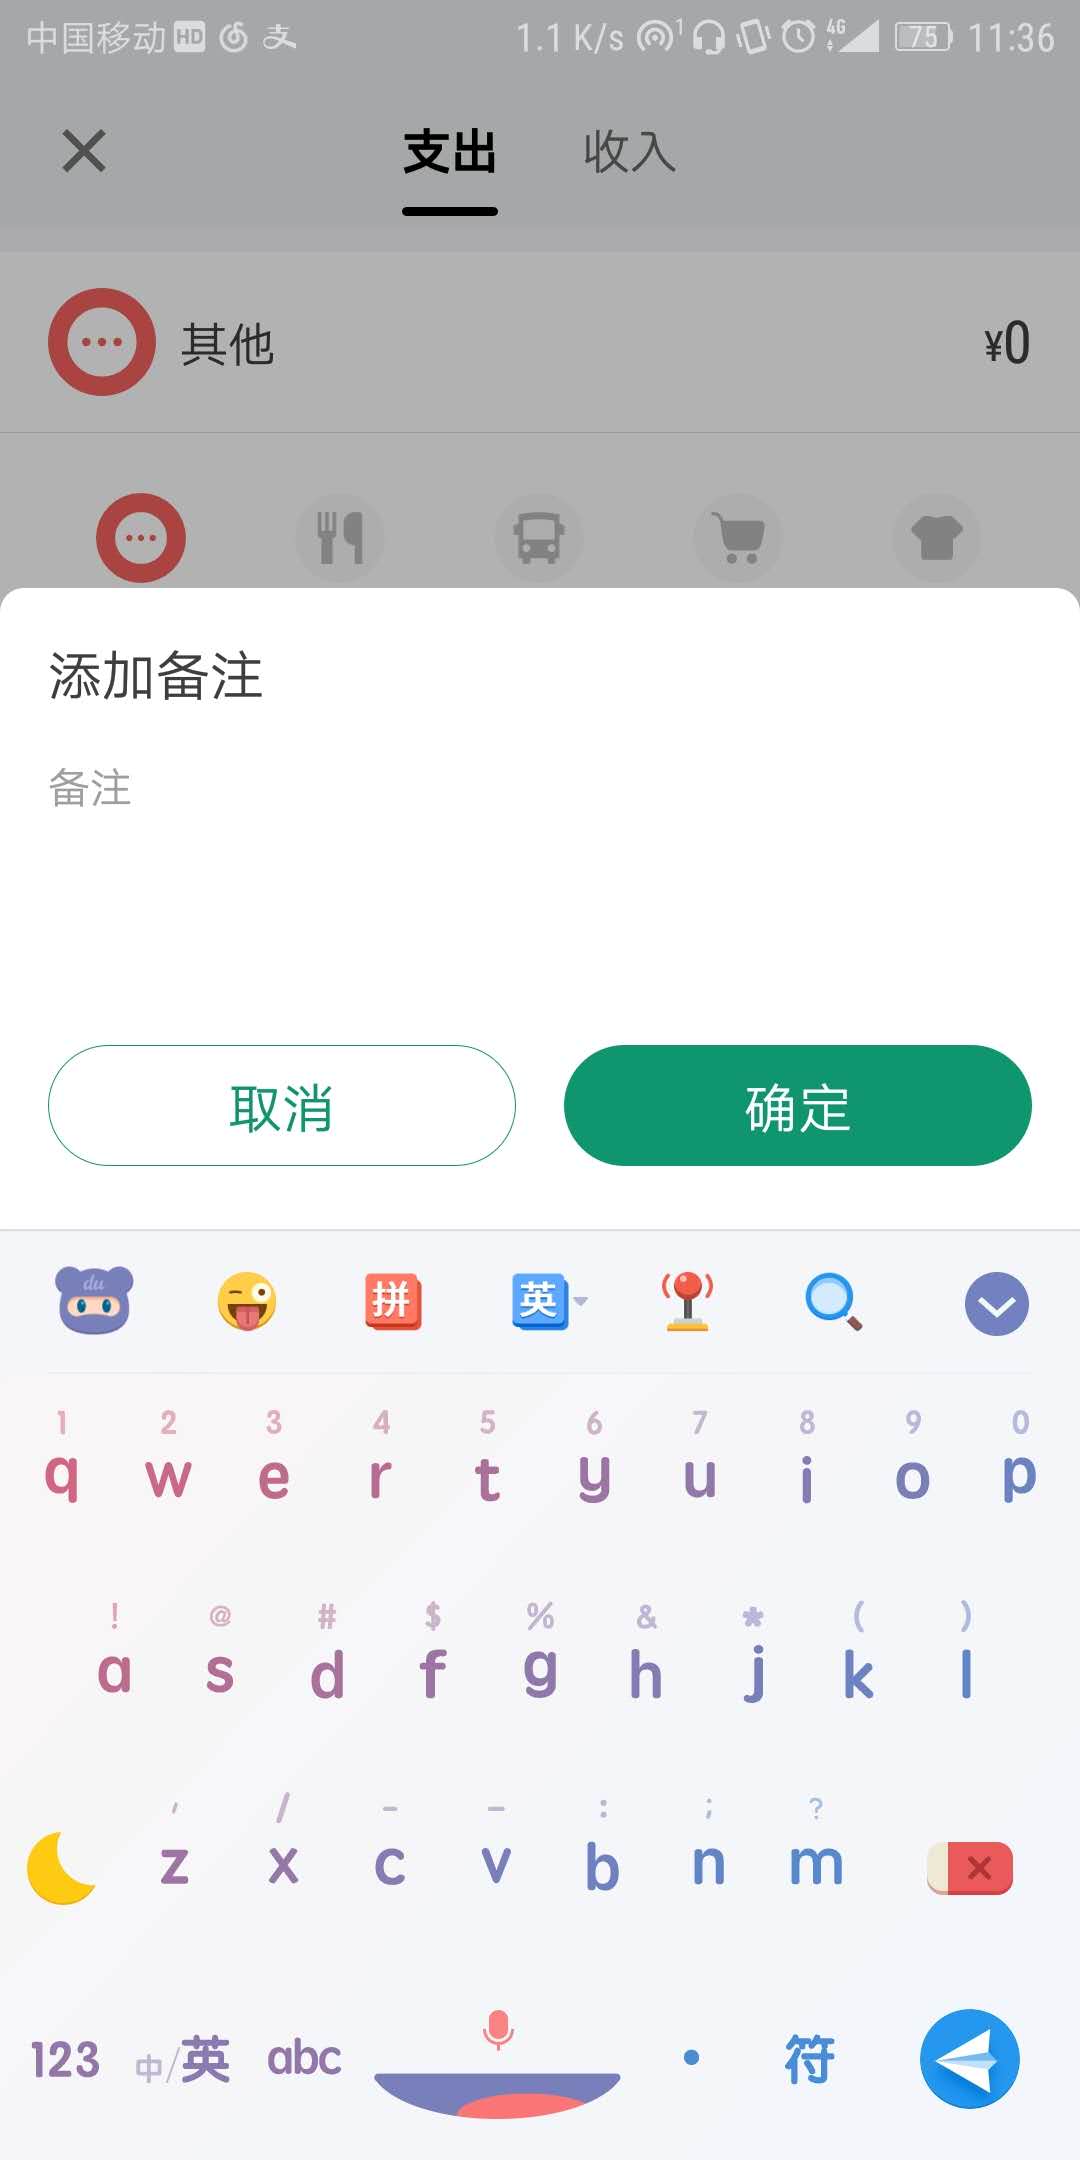 中国移动 HD 1.1 K/s 1 4G 75 11:36
支出 收入
其他 ¥0
添加备注
备注
取消 确定
du 拼 英
1 2 3 4 5 6 7 8 9 0
q w e r t y u i o p
! @ # $ % & * ( )
a s d f g h j k l
' / - – : ; ?
z x c v b n m
123 中/英 abc 符